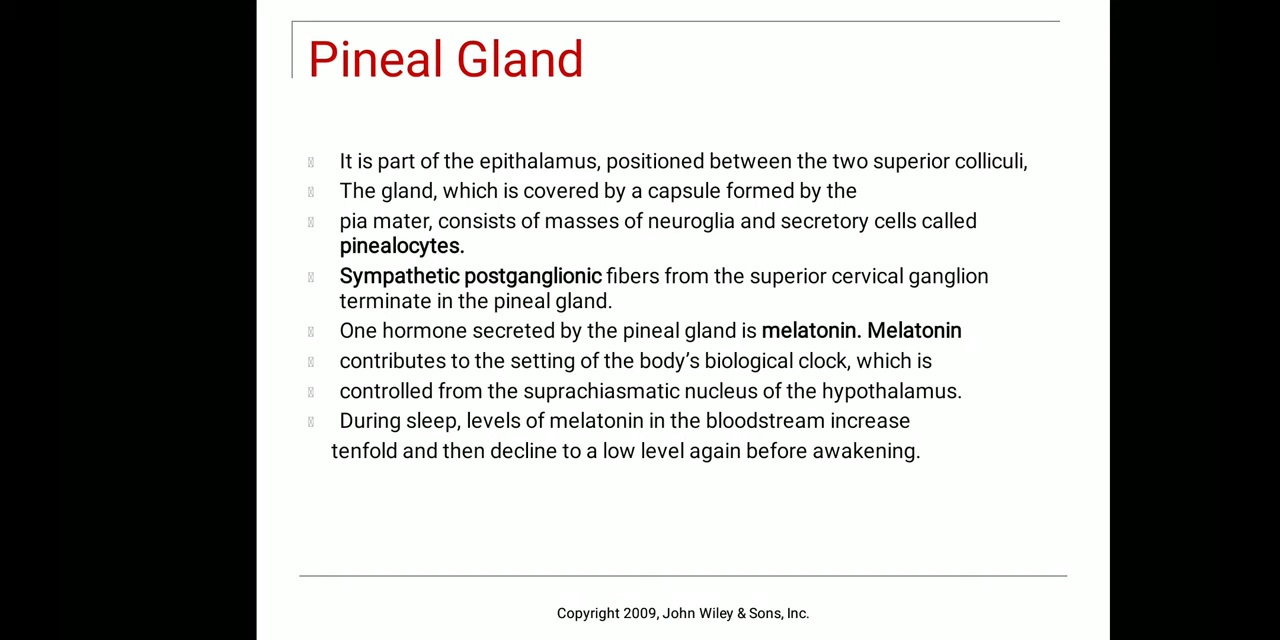 Pineal Gland
It is part of the epithalamus, positioned between the two superior colliculi,
The gland, which is covered by a capsule formed by the
pia mater, consists of masses of neuroglia and secretory cells called
pinealocytes.
Sympathetic postganglionic fibers from the superior cervical ganglion
terminate in the pineal gland.
One hormone secreted by the pineal gland is melatonin. Melatonin
contributes to the setting of the body’s biological clock, which is
controlled from the suprachiasmatic nucleus of the hypothalamus.
During sleep, levels of melatonin in the bloodstream increase
tenfold and then decline to a low level again before awakening.
Copyright 2009, John Wiley & Sons, Inc.